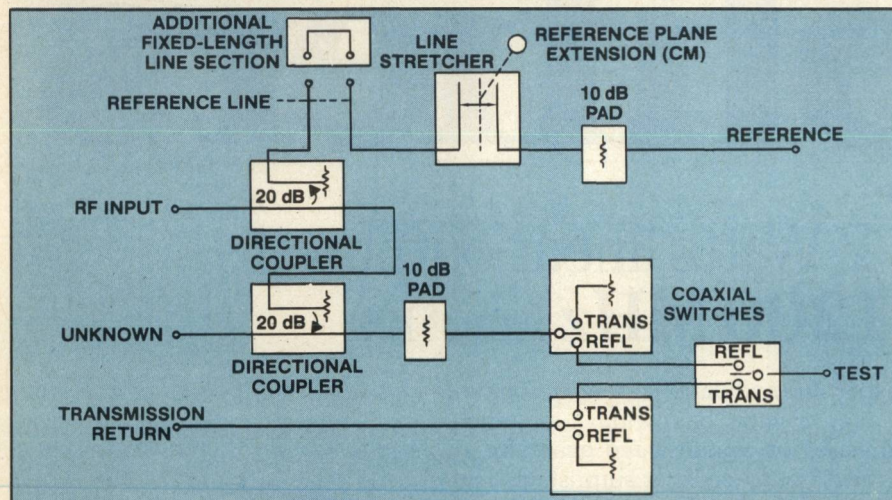 ADDITIONAL
FIXED-LENGTH
LINE SECTION
LINE
STRETCHER
REFERENCE PLANE
EXTENSION (CM)
REFERENCE LINE
10 dB
PAD
REFERENCE
20 dB
RF INPUT
DIRECTIONAL
COUPLER
10 dB
PAD
COAXIAL
SWITCHES
20 dB
TRANS
REFL
UNKNOWN
DIRECTIONAL
COUPLER
REFL
TRANS
TEST
TRANSMISSION
RETURN
TRANS
REFL